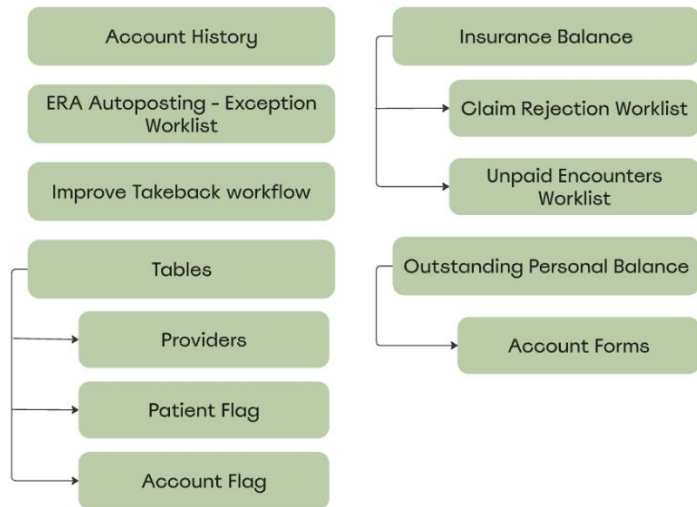 Account History
ERA Autoposting - Exception
Worklist
Improve Takeback workflow
Tables
Providers
Patient Flag
Account Flag
Insurance Balance
Claim Rejection Worklist
Unpaid Encounters
Worklist
Outstanding Personal Balance
Account Forms